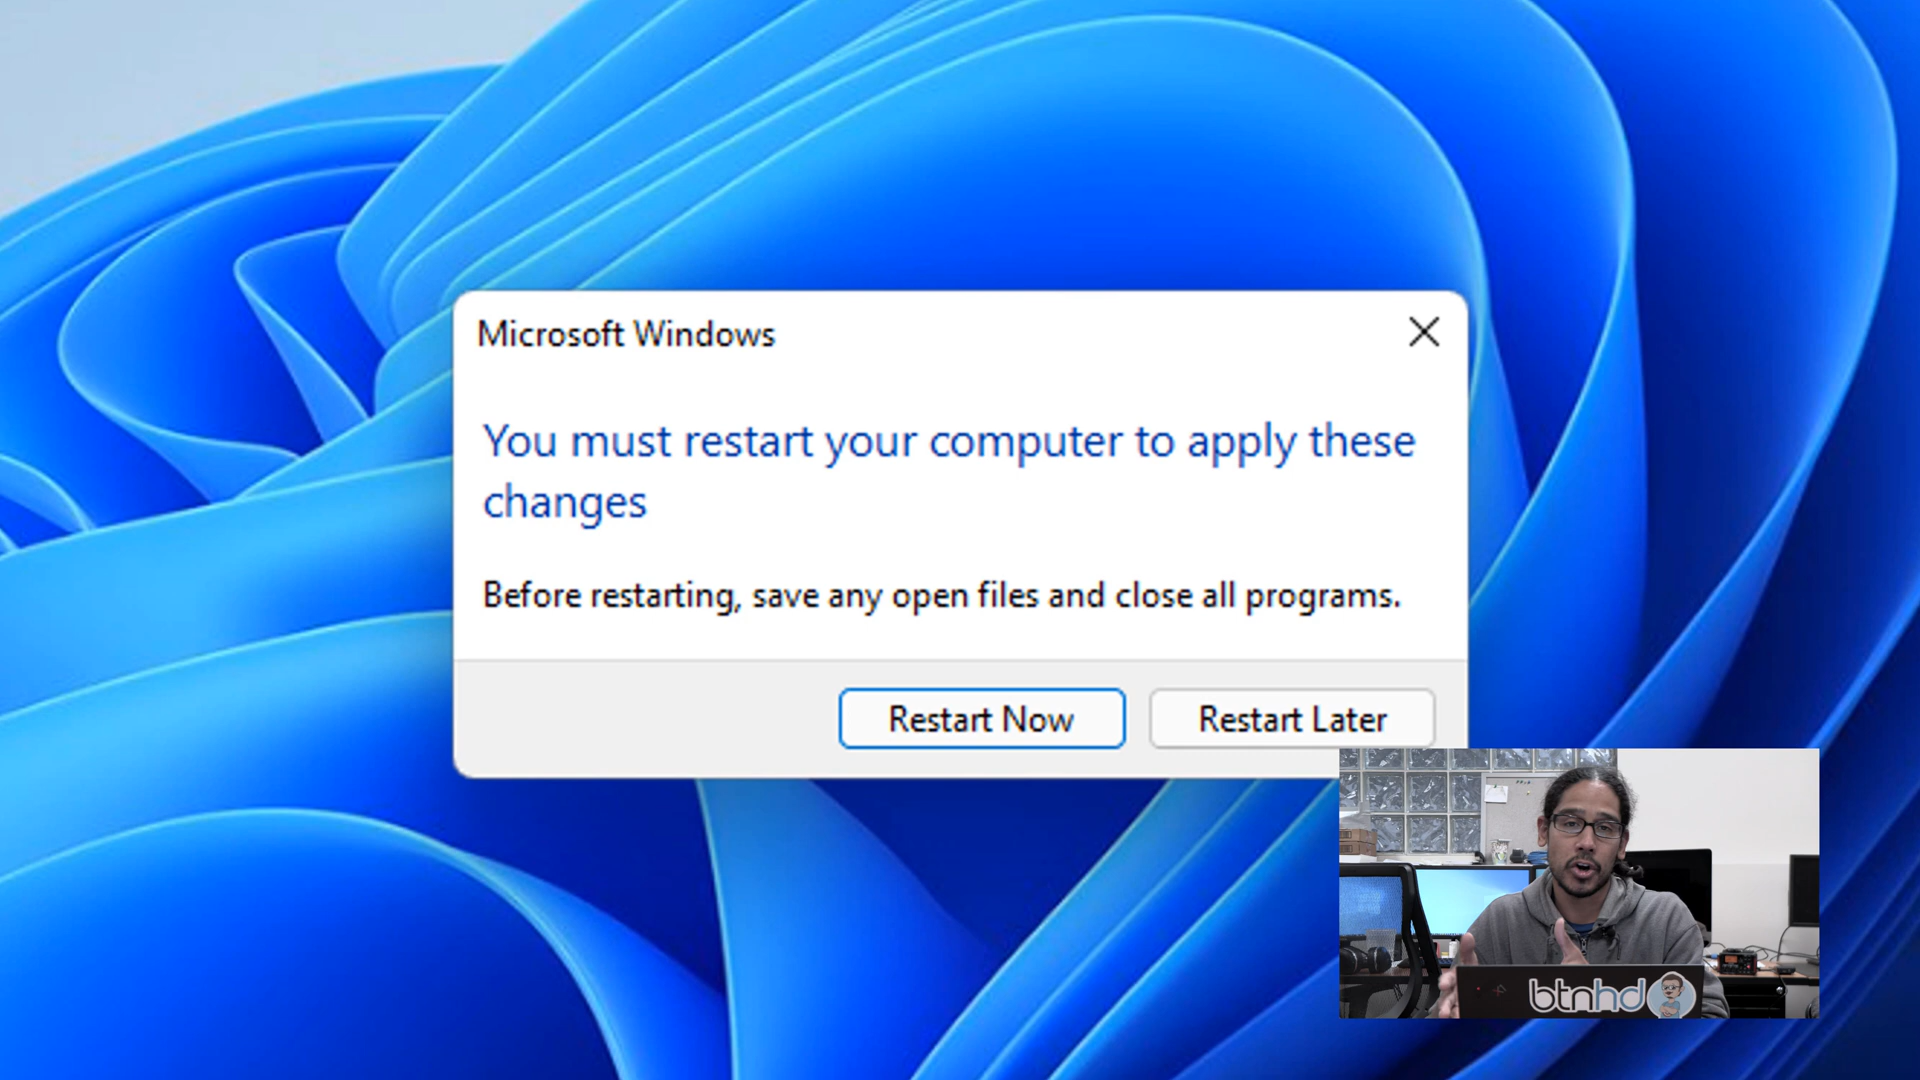 Microsoft Windows
You must restart your computer to apply these
changes
Before restarting, save any open files and close all programs.
Restart Now
Restart Later
btnhd